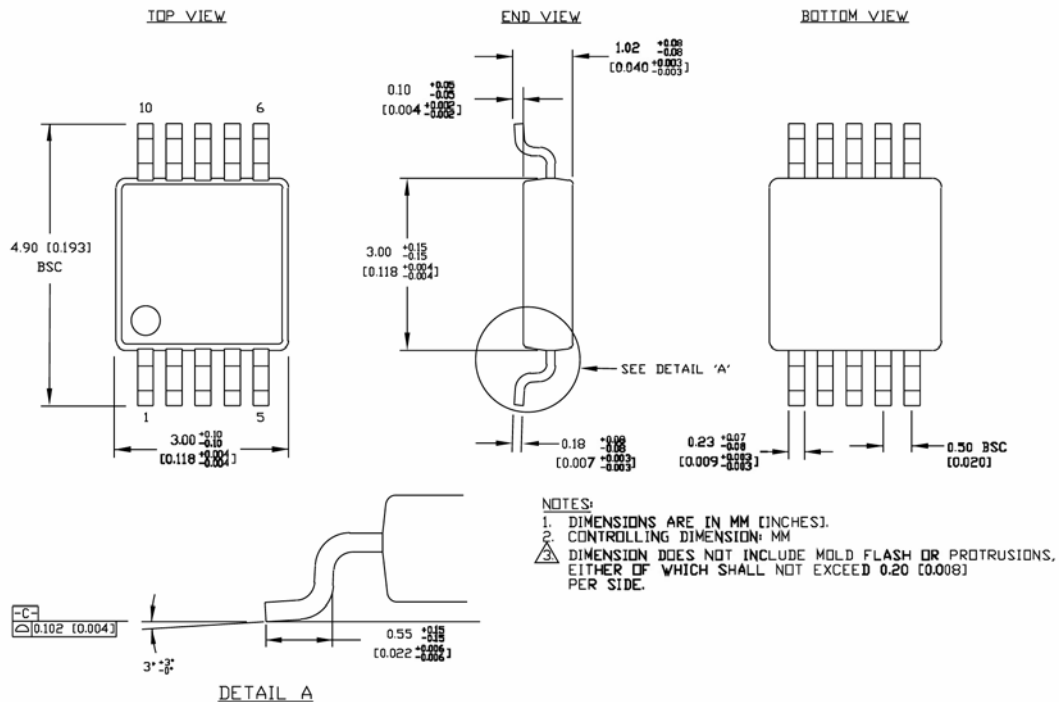 TOP VIEW
END VIEW
BOTTOM VIEW
1.02 +0.08 -0.08
[0.040 +0.003 -0.003]
0.10 +0.05 -0.05
[0.004 +0.002 -0.002]
10
6
4.90 [0.193]
BSC
3.00 +0.15 -0.15
[0.118 +0.004 -0.004]
SEE DETAIL 'A'
1
5
3.00 +0.10 -0.10
[0.118 +0.004 -0.004]
0.18 +0.08 -0.08
[0.007 +0.003 -0.003]
0.23 +0.07 -0.08
[0.009 +0.003 -0.003]
0.50 BSC
[0.020]
NOTES:
1. DIMENSIONS ARE IN MM [INCHES].
2. CONTROLLING DIMENSION: MM
3. DIMENSION DOES NOT INCLUDE MOLD FLASH OR PROTRUSIONS,
EITHER OF WHICH SHALL NOT EXCEED 0.20 [0.008]
PER SIDE.
-C-
0.102 [0.004]
3° +3° -0°
0.55 +0.15 -0.15
[0.022 +0.006 -0.006]
DETAIL A